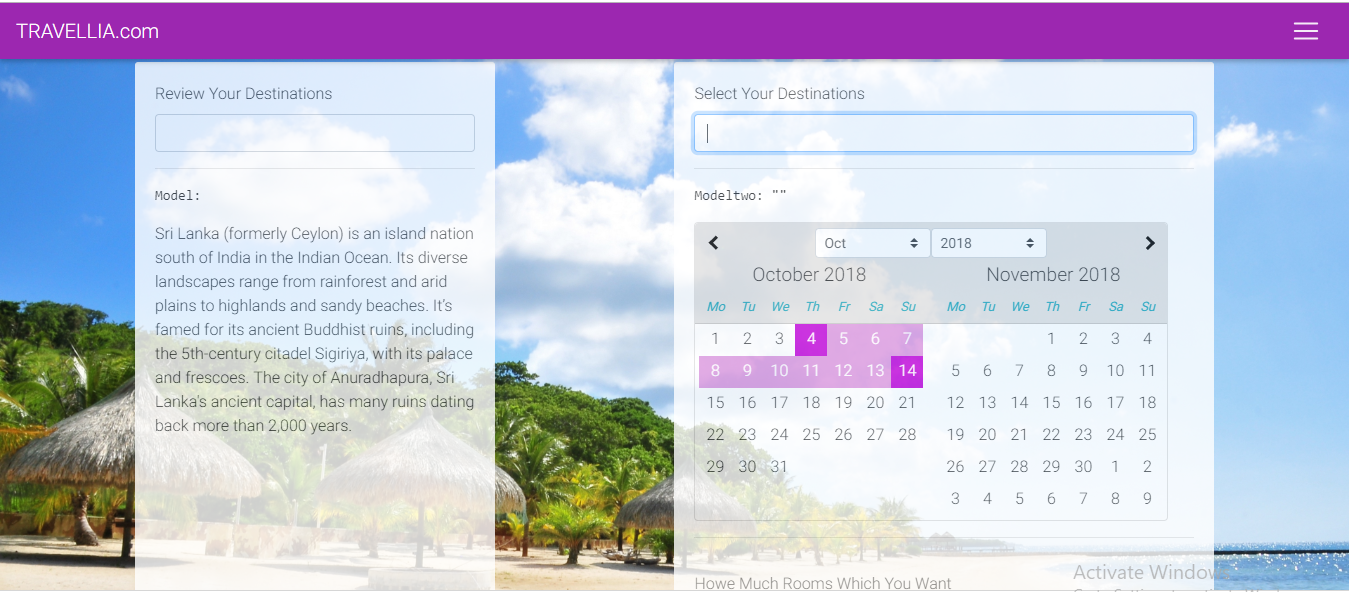 TRAVELLIA.com
Review Your Destinations
Model:
Sri Lanka (formerly Ceylon) is an island nation
south of India in the Indian Ocean. Its diverse
landscapes range from rainforest and arid
plains to highlands and sandy beaches. It's
famed for its ancient Buddhist ruins, including
the 5th-century citadel Sigiriya, with its palace
and frescoes. The city of Anuradhapura, Sri
Lanka's ancient capital, has many ruins dating
back more than 2,000 years.
Select Your Destinations
Modeltwo: ""
Oct 2018
October 2018 November 2018
Mo Tu We Th Fr Sa Su Mo Tu We Th Fr Sa Su
1 2 3 4 5 6 7 1 2 3 4
8 9 10 11 12 13 14 5 6 7 8 9 10 11
15 16 17 18 19 20 21 12 13 14 15 16 17 18
22 23 24 25 26 27 28 19 20 21 22 23 24 25
29 30 31 26 27 28 29 30 1 2
3 4 5 6 7 8 9
Howe Much Rooms Which You Want
Activate Windows